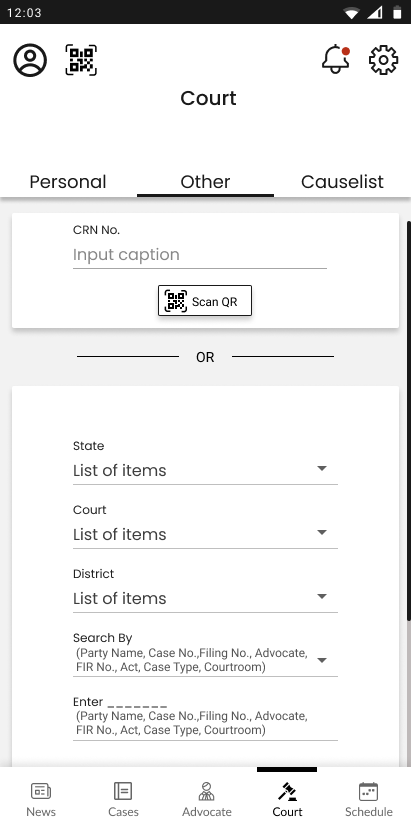 12:03
Court
Personal
Other
Causelist
CRN No.
Input caption
Scan QR
OR
State
List of items
Court
List of items
District
List of items
Search By
(Party Name, Case No.,Filing No., Advocate,
FIR No., Act, Case Type, Courtroom)
Enter _______
(Party Name, Case No.,Filing No., Advocate,
FIR No., Act, Case Type, Courtroom)
News
Cases
Advocate
Court
Schedule